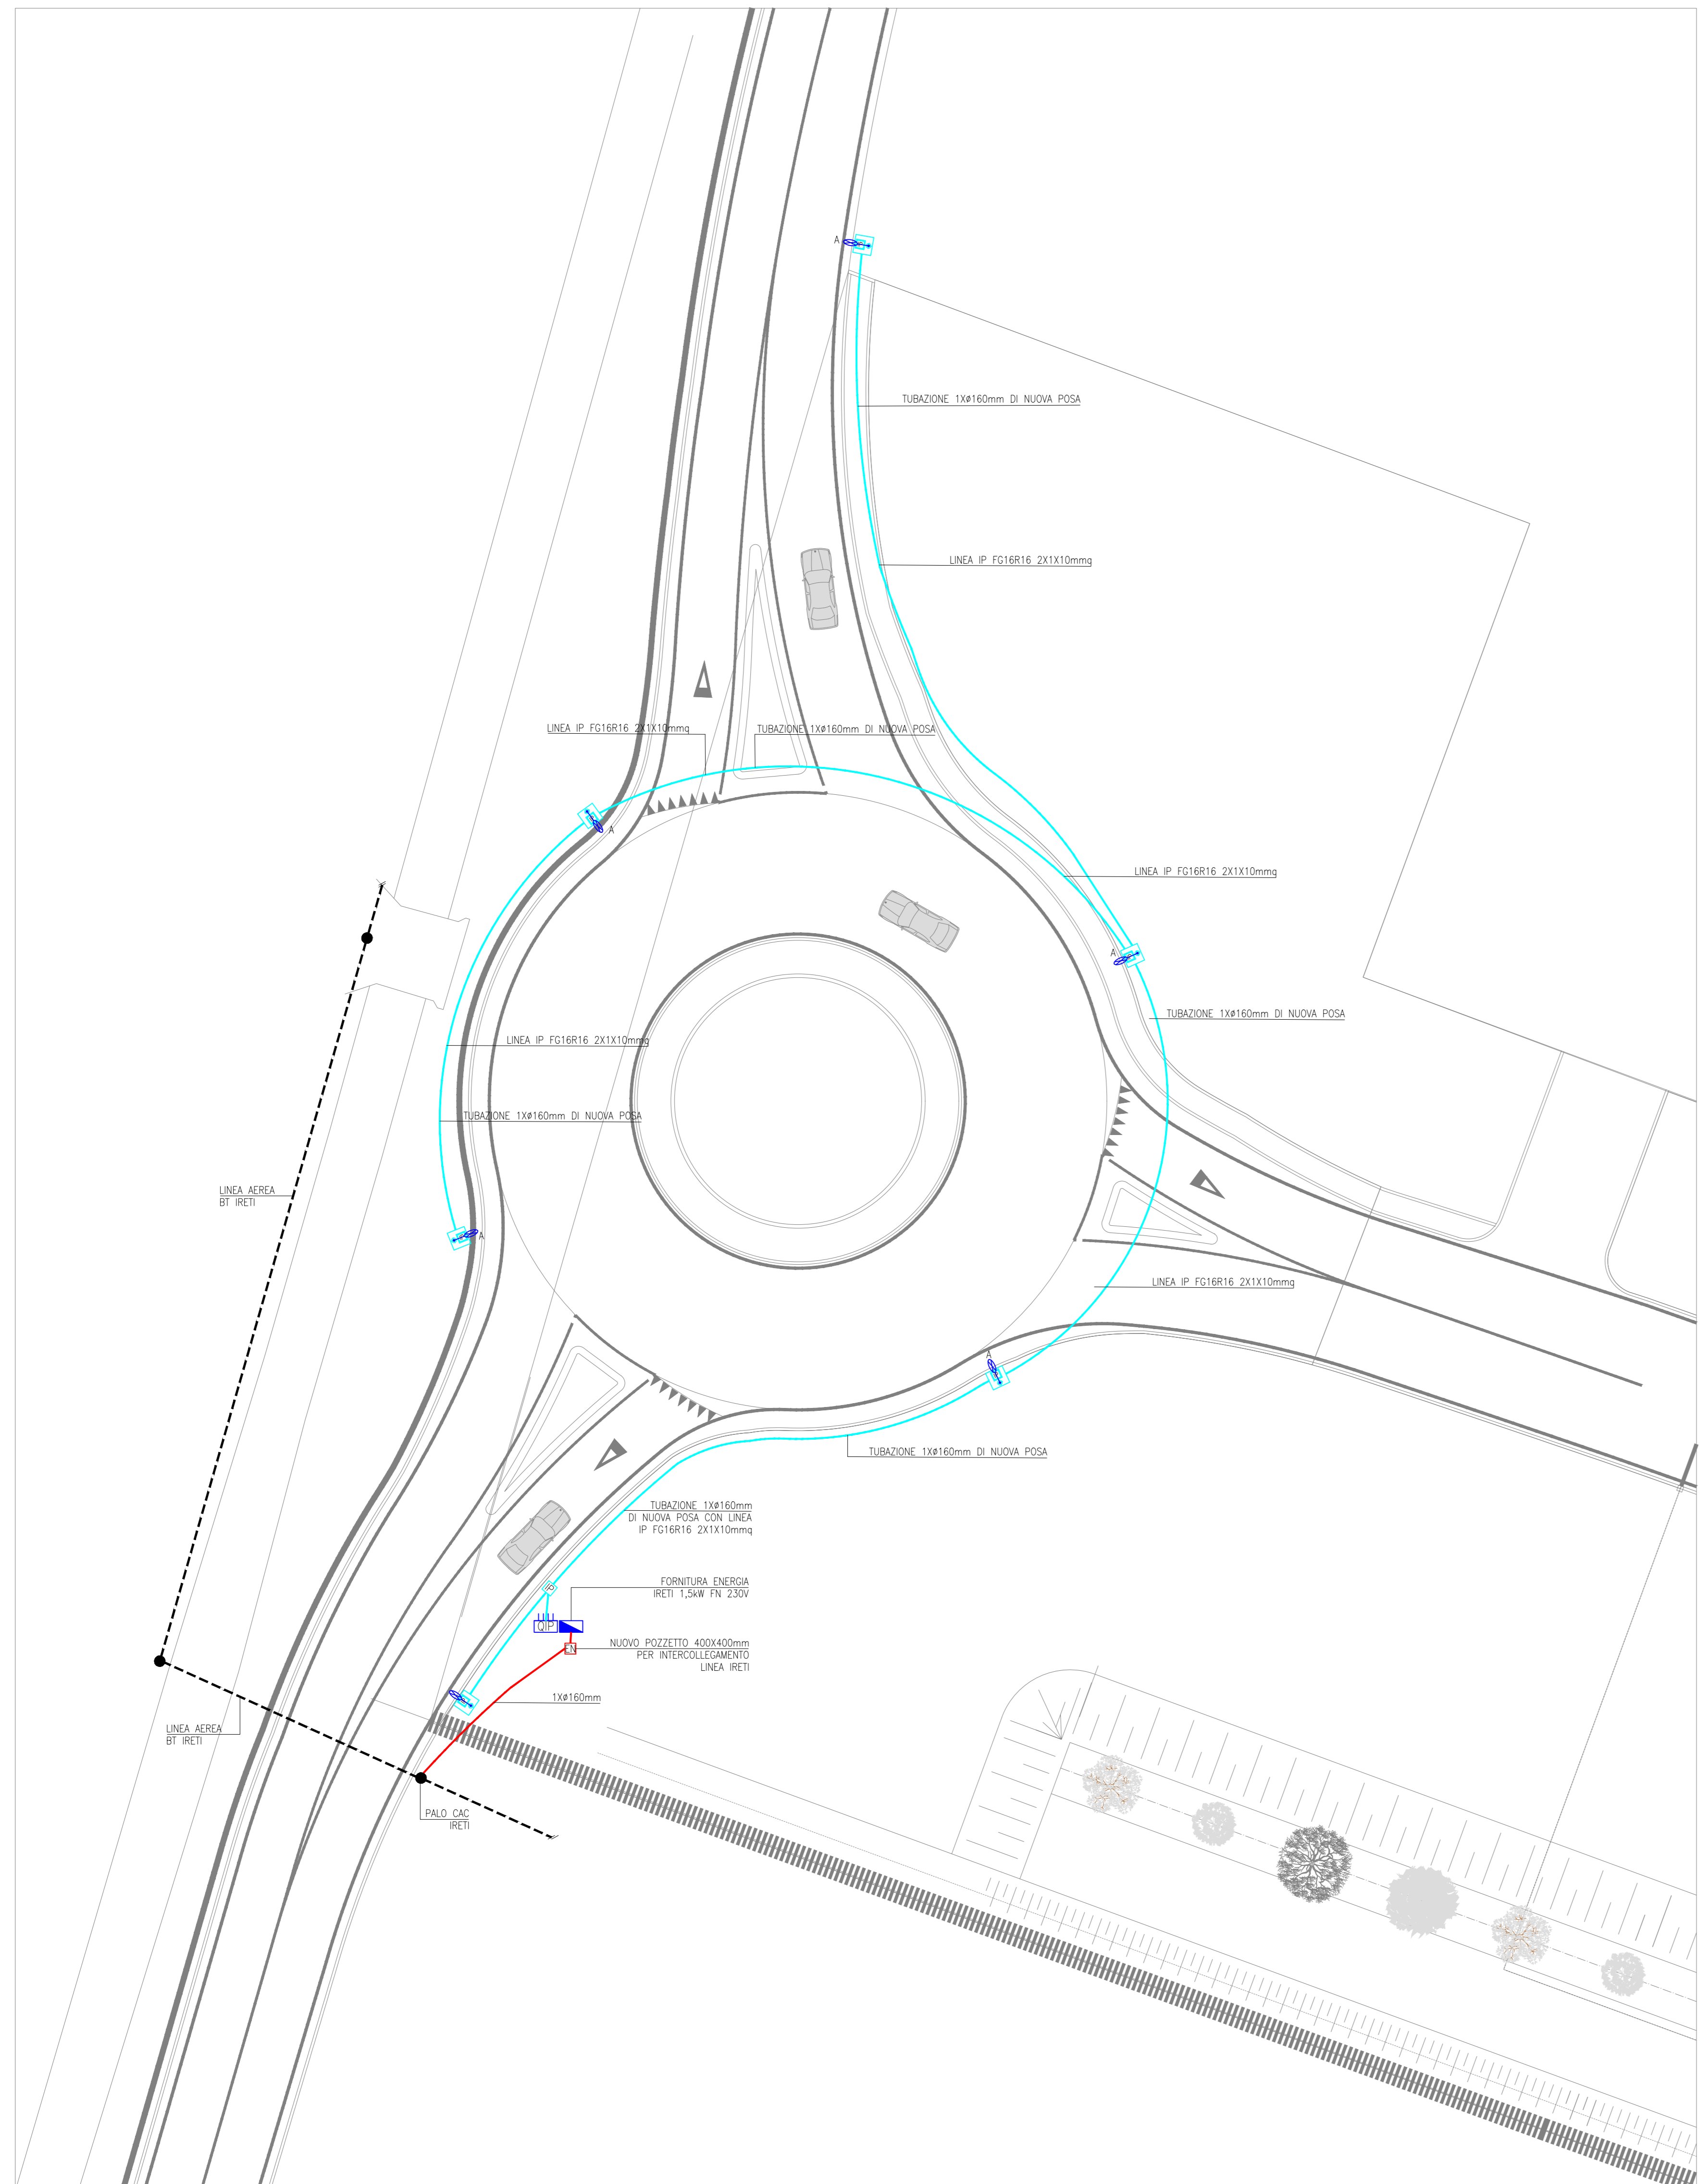 A
TUBAZIONE 1Xø160mm DI NUOVA POSA
LINEA IP FG16R16 2X1X10mmq
LINEA IP FG16R16 2X1X10mmq
TUBAZIONE 1Xø160mm DI NUOVA POSA
A
LINEA IP FG16R16 2X1X10mmq
A
TUBAZIONE 1Xø160mm DI NUOVA POSA
LINEA IP FG16R16 2X1X10mmq
TUBAZIONE 1Xø160mm DI NUOVA POSA
LINEA AEREA
BT IRETI
A
LINEA IP FG16R16 2X1X10mmq
A
TUBAZIONE 1Xø160mm DI NUOVA POSA
TUBAZIONE 1Xø160mm
DI NUOVA POSA CON LINEA
IP FG16R16 2X1X10mmq
IP
FORNITURA ENERGIA
IRETI 1,5kW FN 230V
QIP
EN
NUOVO POZZETTO 400X400mm
PER INTERCOLLEGAMENTO
LINEA IRETI
1Xø160mm
LINEA AEREA
BT IRETI
PALO CAC
IRETI